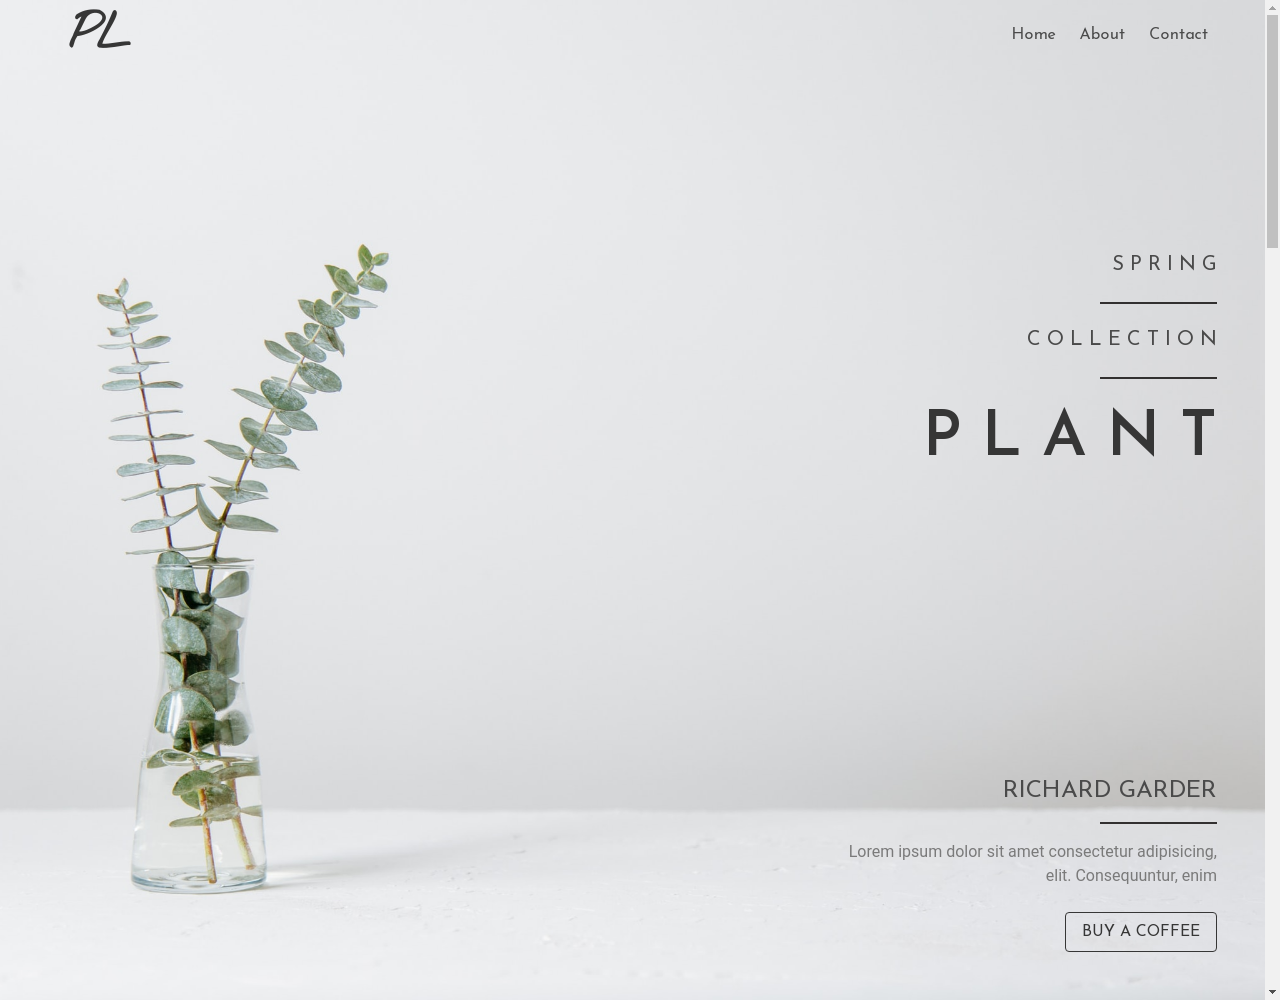 PL
Home About Contact
SPRING
COLLECTION
PLANT
RICHARD GARDER
Lorem ipsum dolor sit amet consectetur adipisicing,
elit. Consequuntur, enim
BUY A COFFEE